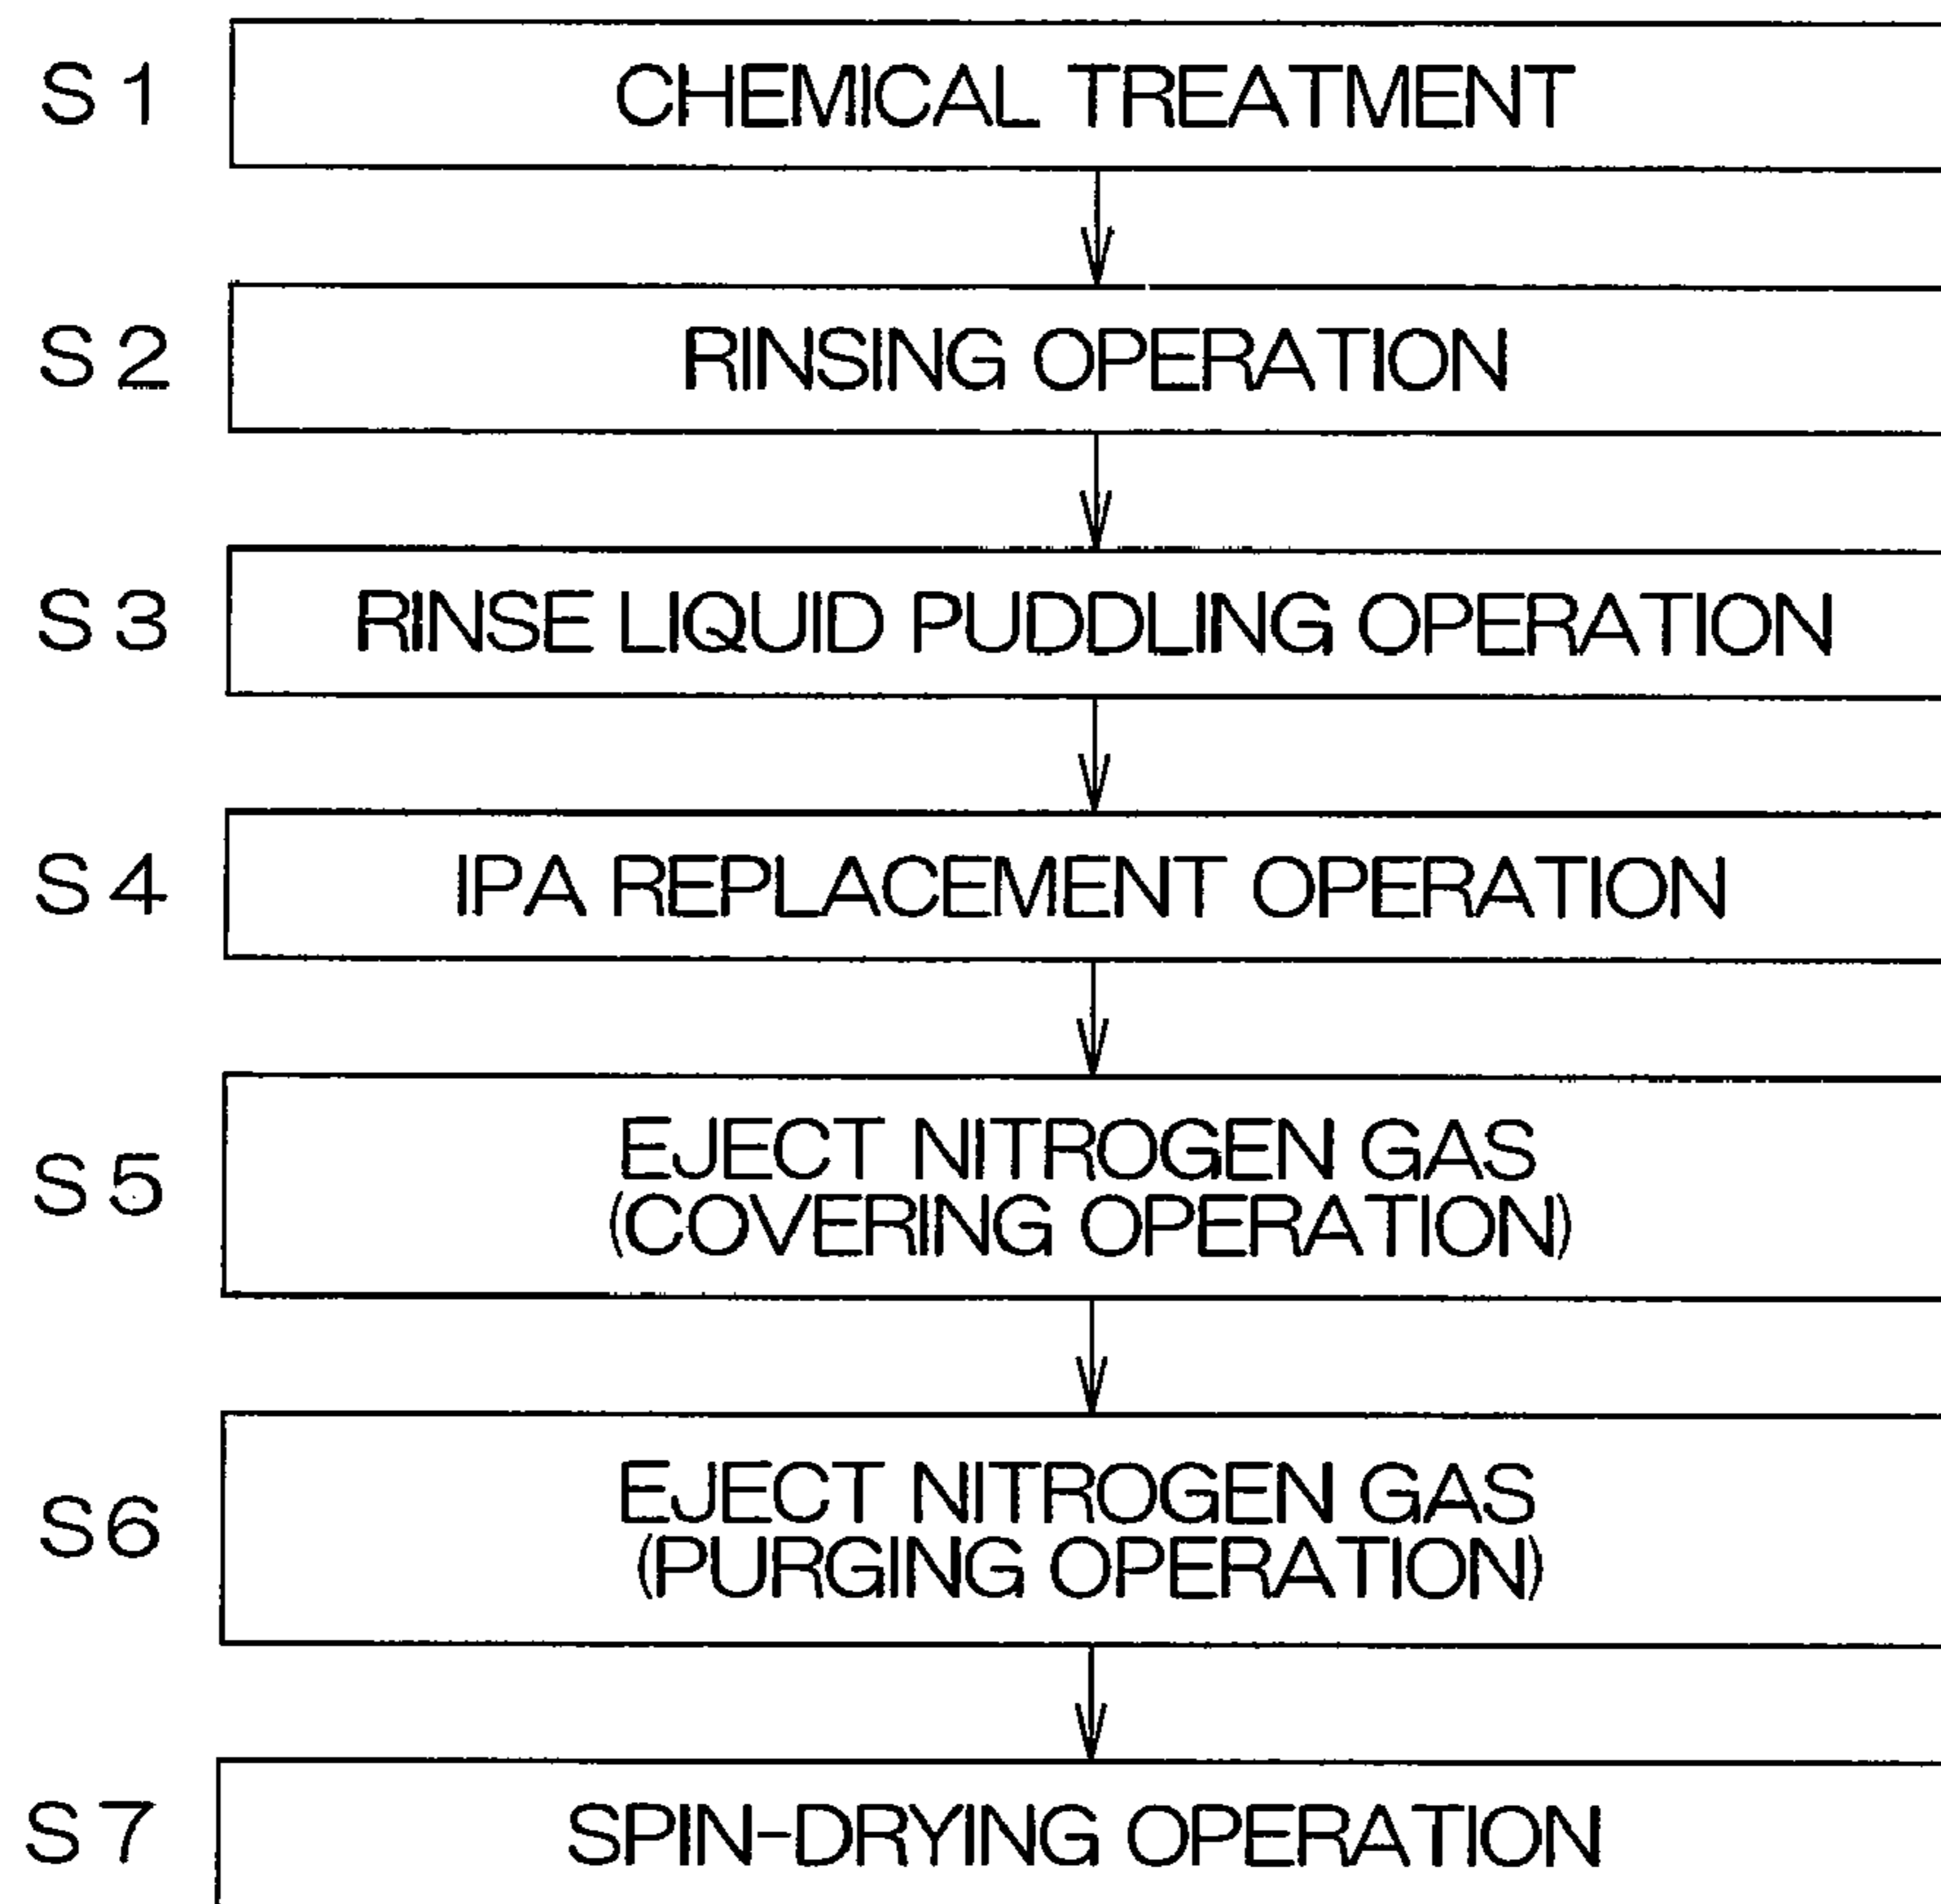 S1 CHEMICAL TREATMENT
S2 RINSING OPERATION
S3 RINSE LIQUID PUDDLING OPERATION
S4 IPA REPLACEMENT OPERATION
S5 EJECT NITROGEN GAS
(COVERING OPERATION)
S6 EJECT NITROGEN GAS
(PURGING OPERATION)
S7 SPIN-DRYING OPERATION